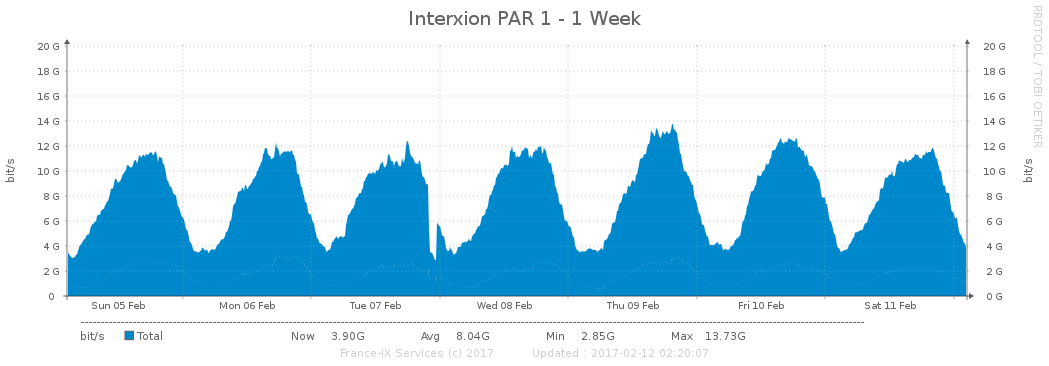 Interxion PAR 1 - 1 Week
RRDTOOL / TOBI OETIKER
20 G 20 G
18 G 18 G
16 G 16 G
14 G 14 G
12 G 12 G
10 G 10 G
8 G 8 G
6 G 6 G
4 G 4 G
2 G 2 G
0 0 G
bit/s
bit/s
Sun 05 Feb Mon 06 Feb Tue 07 Feb Wed 08 Feb Thu 09 Feb Fri 10 Feb Sat 11 Feb
bit/s Total Now 3.90G Avg 8.04G Min 2.85G Max 13.73G
France-IX Services (c) 2017 Updated : 2017-02-12 02:20:07